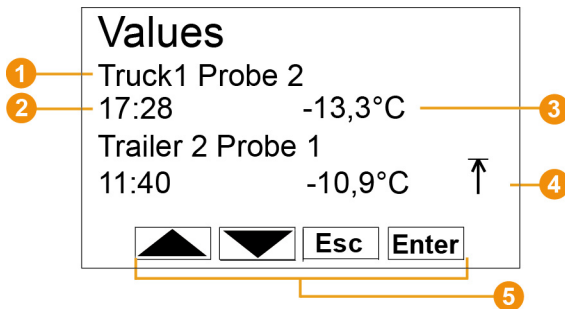 Values
1 Truck1 Probe 2
2 17:28 -13,3°C 3
Trailer 2 Probe 1
11:40 -10,9°C 4
Esc Enter
5